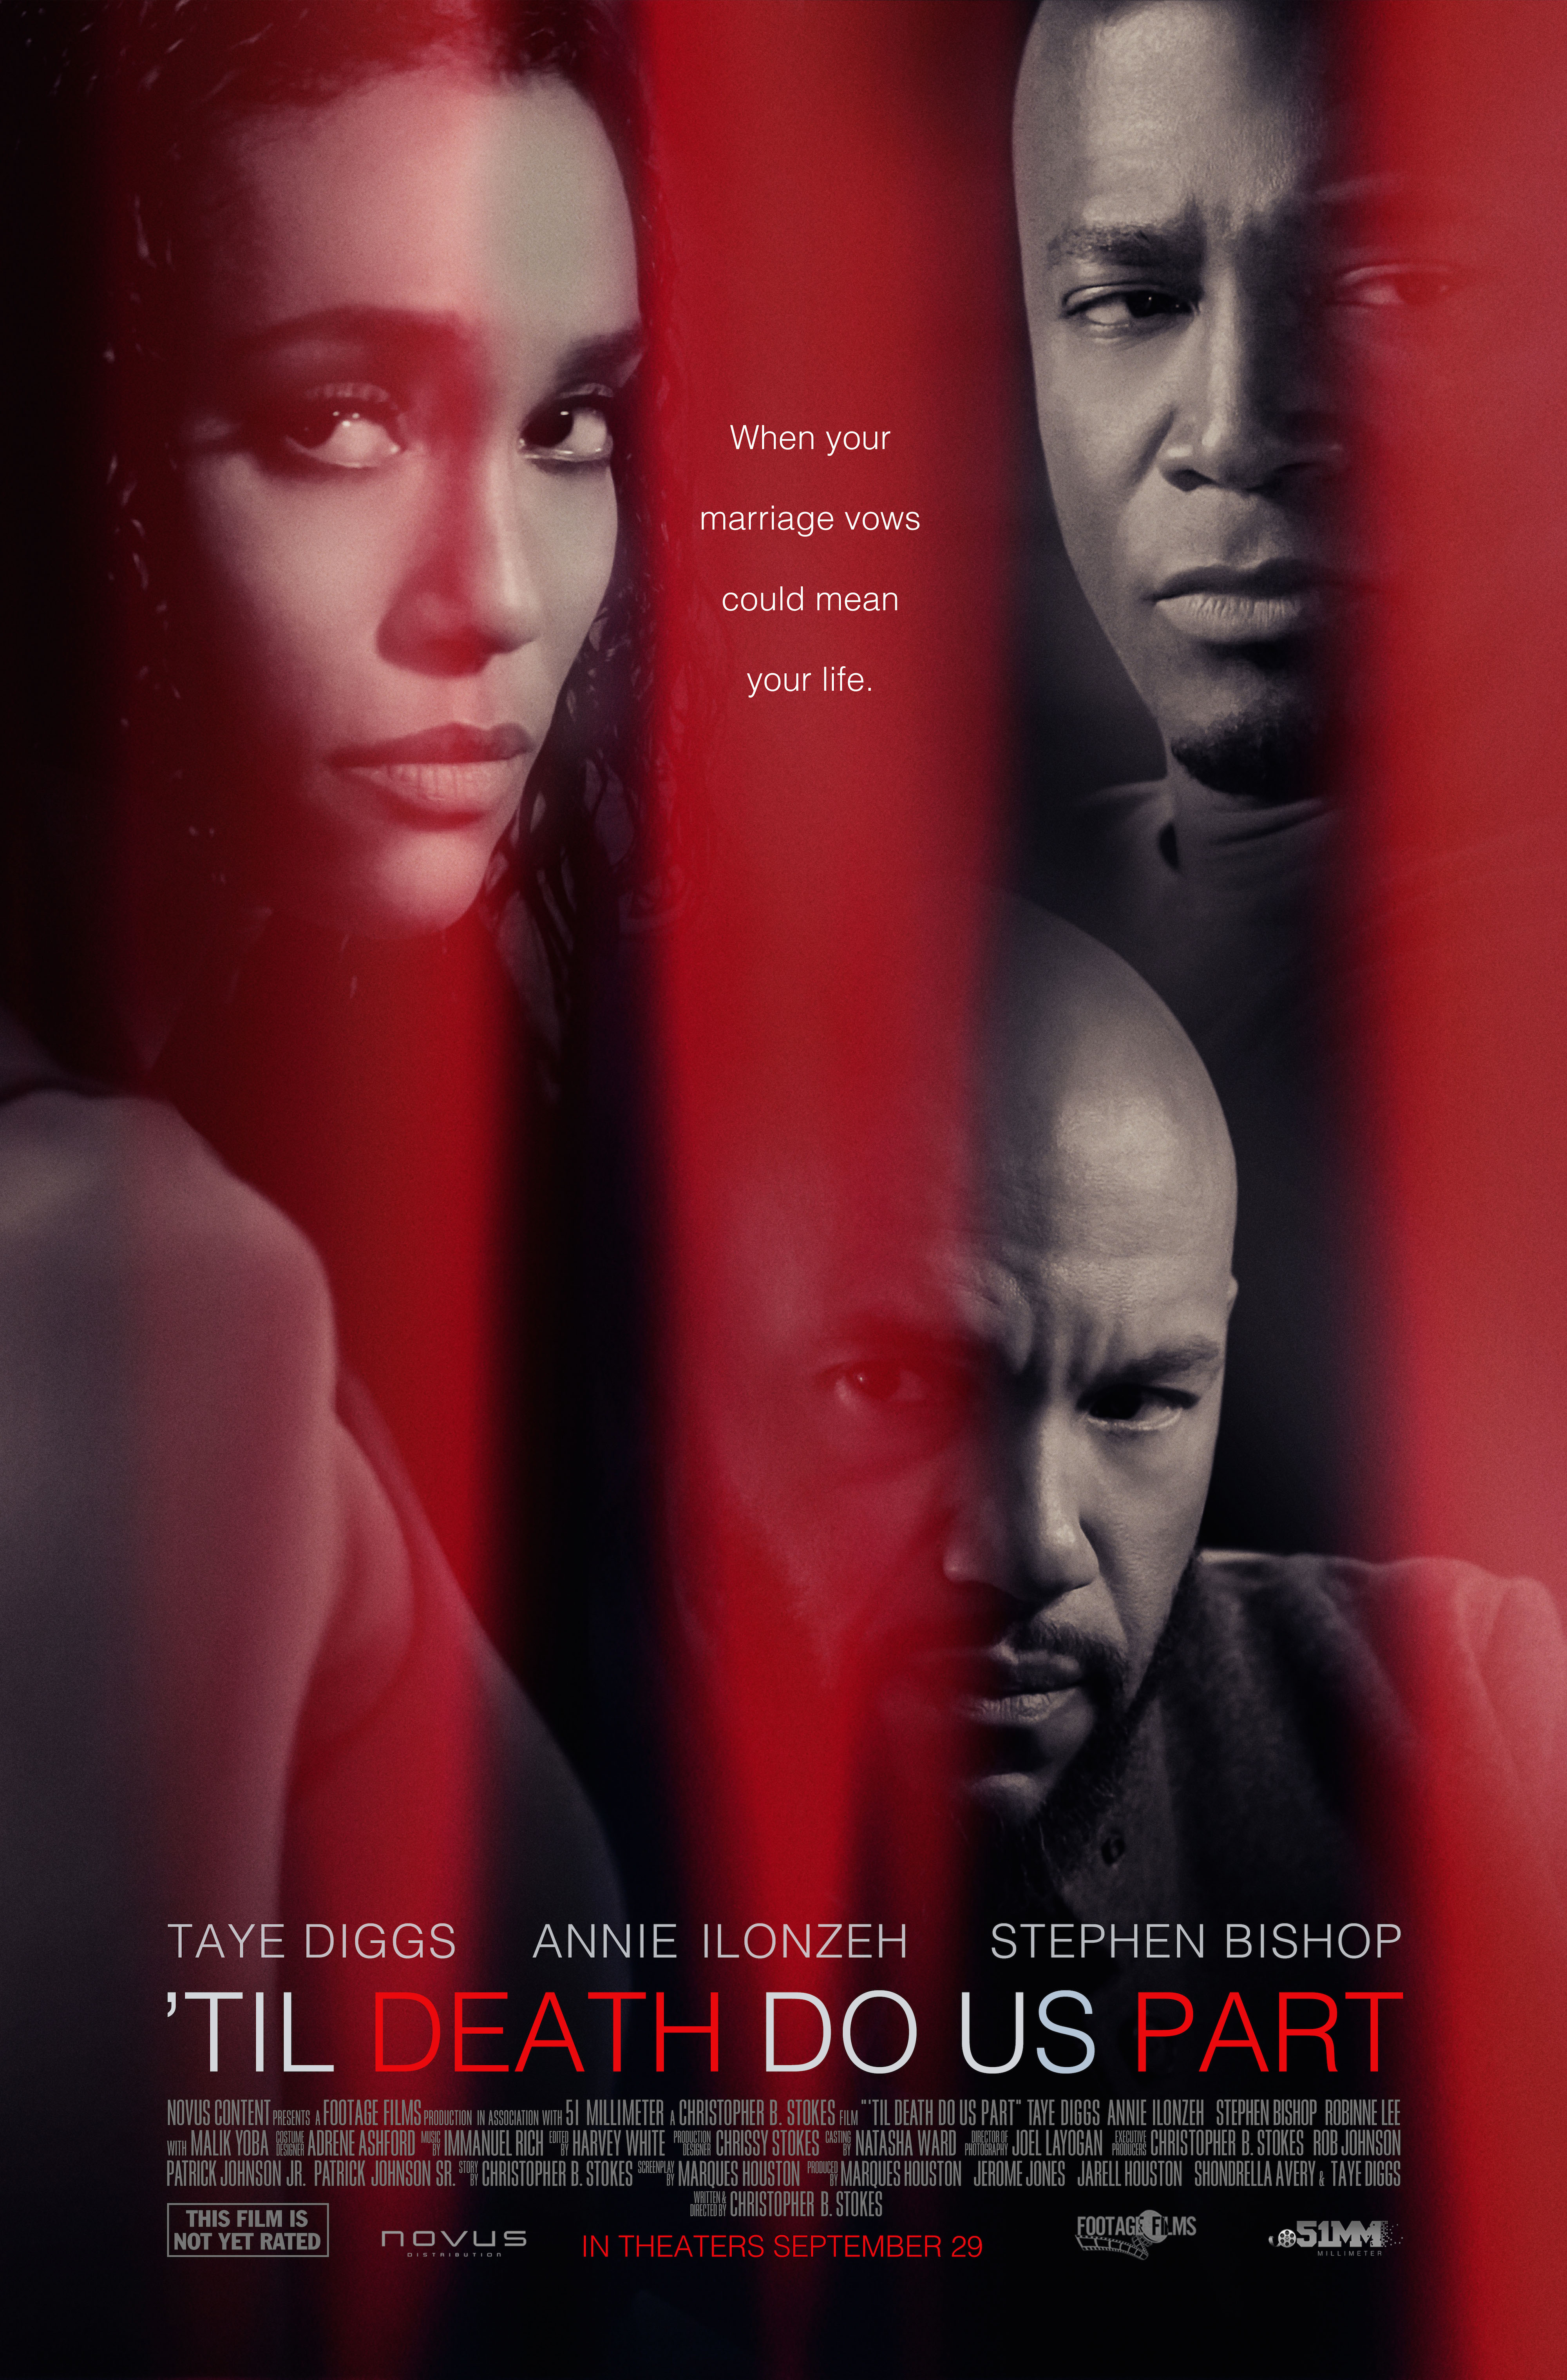 When your
marriage vows
could mean
your life.
TAYE DIGGS ANNIE ILONZEH STEPHEN BISHOP
'TIL DEATH DO US PART
NOVUS CONTENT PRESENTS A FOOTAGE FILMS PRODUCTION IN ASSOCIATION WITH 51 MILLIMETER A CHRISTOPHER B. STOKES FILM "'TIL DEATH DO US PART" TAYE DIGGS ANNIE ILONZEH STEPHEN BISHOP ROBINNE LEE
WITH MALIK YOBA COSTUME DESIGNER ADRENE ASHFORD MUSIC BY IMMANUEL RICH EDITED BY HARVEY WHITE PRODUCTION DESIGNER CHRISSY STOKES CASTING BY NATASHA WARD DIRECTOR OF PHOTOGRAPHY JOEL LAYOGAN EXECUTIVE PRODUCERS CHRISTOPHER B. STOKES ROB JOHNSON
PATRICK JOHNSON JR. PATRICK JOHNSON SR. STORY BY CHRISTOPHER B. STOKES SCREENPLAY BY MARQUES HOUSTON PRODUCED BY MARQUES HOUSTON JEROME JONES JARELL HOUSTON SHONDRELLA AVERY & TAYE DIGGS
WRITTEN & DIRECTED BY CHRISTOPHER B. STOKES
THIS FILM IS
NOT YET RATED
NOVUS
DISTRIBUTION
IN THEATERS SEPTEMBER 29
FOOTAGE FILMS
51MM
MILLIMETER